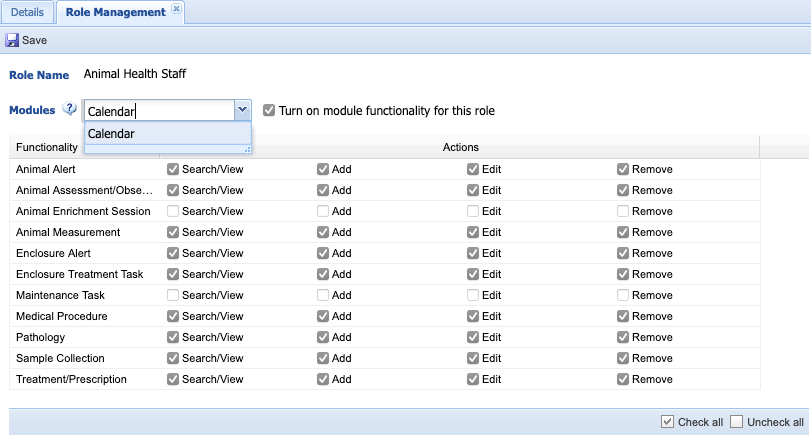 Details Role Management
Save
Role Name Animal Health Staff
Modules Calendar Turn on module functionality for this role
Calendar
Functionality Actions
Animal Alert Search/View Add Edit Remove
Animal Assessment/Obse... Search/View Add Edit Remove
Animal Enrichment Session Search/View Add Edit Remove
Animal Measurement Search/View Add Edit Remove
Enclosure Alert Search/View Add Edit Remove
Enclosure Treatment Task Search/View Add Edit Remove
Maintenance Task Search/View Add Edit Remove
Medical Procedure Search/View Add Edit Remove
Pathology Search/View Add Edit Remove
Sample Collection Search/View Add Edit Remove
Treatment/Prescription Search/View Add Edit Remove
Check all Uncheck all